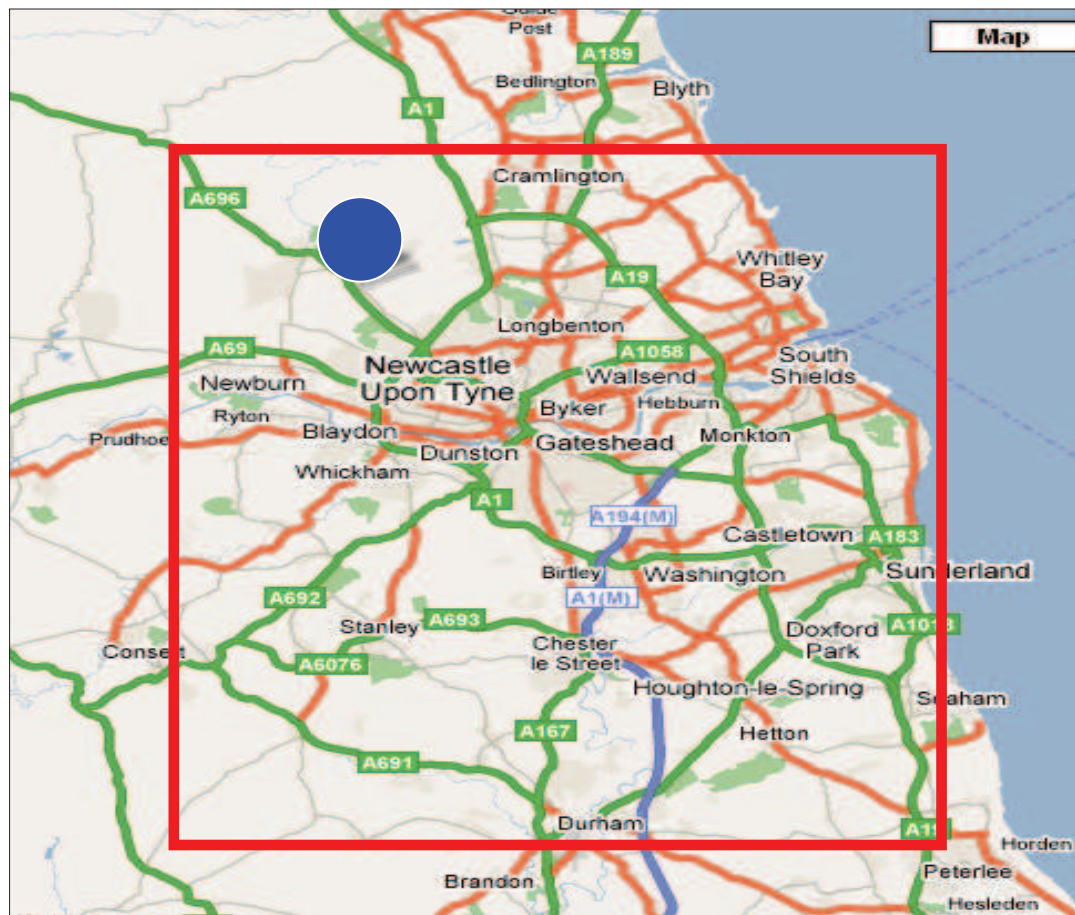 Guide
Post
Map
A189
Bedlington
Blyth
A1
Cramlington
A696
Whitley
Bay
A19
Longbenton
A69
A1058
South
Shields
Newcastle
Upon Tyne
Wallsend
Newburn
Hebburn
Ryton
Byker
Prudhoe
Blaydon
Monkton
Gateshead
Dunston
Whickham
A1
A194(M)
Castletown
A183
Birtley
Washington
Sunderland
A692
A1(M)
Stanley
A693
A1018
Doxford
Park
Consett
Chester
le Street
A6076
Houghton-le-Spring
Seaham
A167
Hetton
A691
Durham
A19
Horden
Brandon
Peterlee
Hesleden